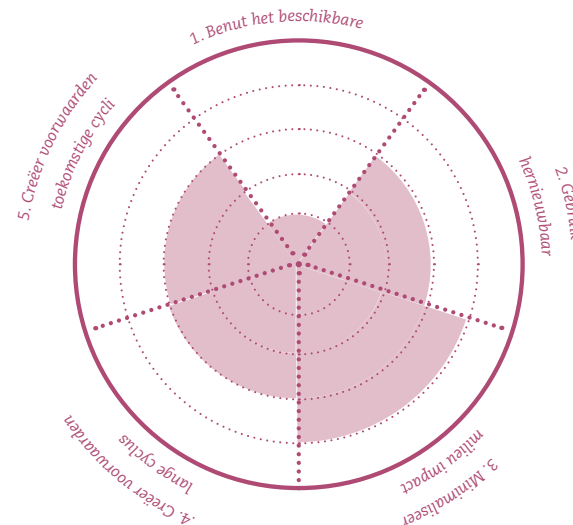 1. Benut het beschikbare
2. Gebruik
hernieuwbaar
3. Minimaliseer
milieu impact
4. Creëer voorwaarden
lange cyclus
5. Creëer voorwaarden
toekomstige cycli